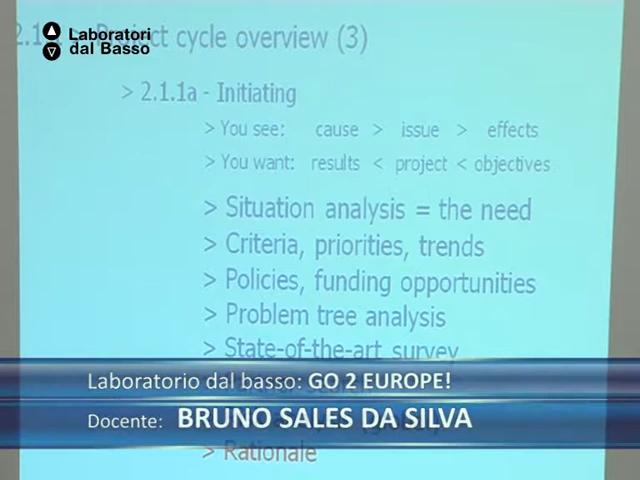 Laboratori
dal Basso
Project cycle overview (3)
> 2.1.1a - Initiating
> You see: cause > issue > effects
> You want: results < project < objectives
> Situation analysis = the need
> Criteria, priorities, trends
> Policies, funding opportunities
> Problem tree analysis
> State-of-the-art survey
Laboratorio dal basso: GO 2 EUROPE!
Docente: BRUNO SALES DA SILVA
> Rationale